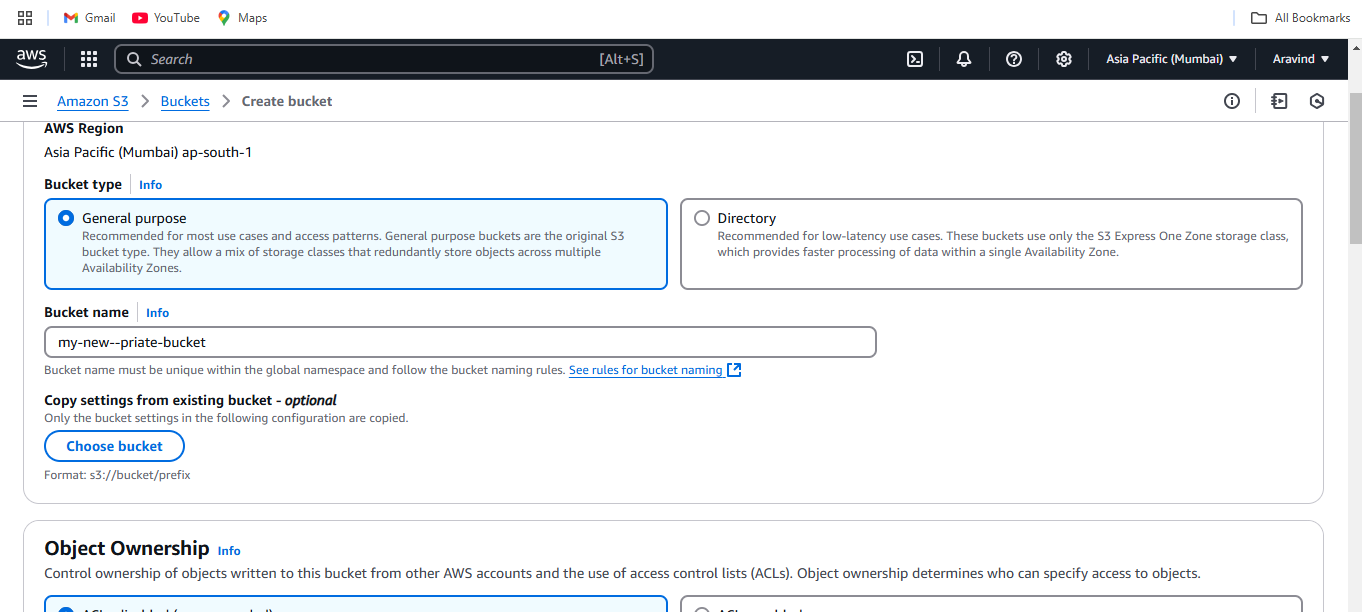 Gmail YouTube Maps All Bookmarks
aws Search [Alt+S] Asia Pacific (Mumbai) Aravind
Amazon S3 Buckets Create bucket
AWS Region
Asia Pacific (Mumbai) ap-south-1
Bucket type Info
General purpose
Recommended for most use cases and access patterns. General purpose buckets are the original S3
bucket type. They allow a mix of storage classes that redundantly store objects across multiple
Availability Zones.
Directory
Recommended for low-latency use cases. These buckets use only the S3 Express One Zone storage class,
which provides faster processing of data within a single Availability Zone.
Bucket name Info
my-new--priate-bucket
Bucket name must be unique within the global namespace and follow the bucket naming rules. See rules for bucket naming
Copy settings from existing bucket - optional
Only the bucket settings in the following configuration are copied.
Choose bucket
Format: s3://bucket/prefix
Object Ownership Info
Control ownership of objects written to this bucket from other AWS accounts and the use of access control lists (ACLs). Object ownership determines who can specify access to objects.